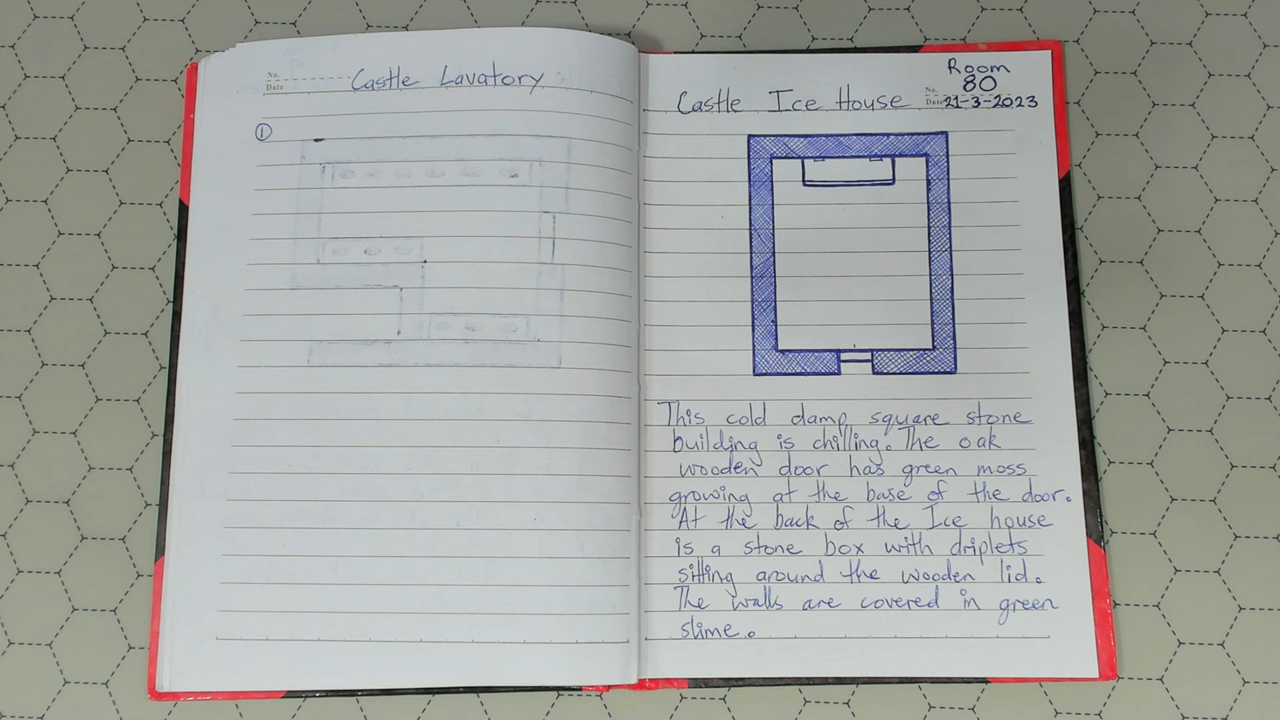 No.
Date
Castle Lavatory
①
Room
No. 80
Castle Ice House
Date 21-3-2023
This cold damp square stone
building is chilling. The oak
wooden door has green moss
growing at the base of the door.
At the back of the Ice house
is a stone box with driplets
sitting around the wooden lid.
The walls are covered in green
slime.